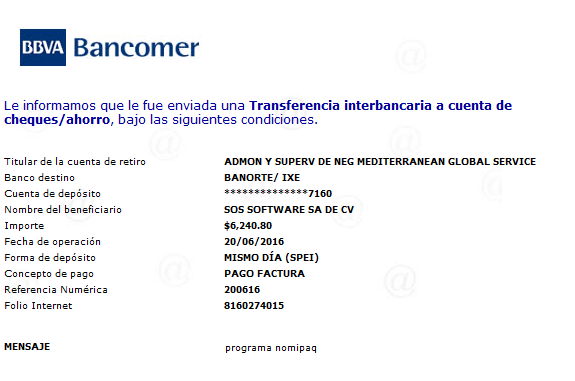 BBVA Bancomer
Le informamos que le fue enviada una Transferencia interbancaria a cuenta de
cheques/ahorro, bajo las siguientes condiciones.
Titular de la cuenta de retiro ADMON Y SUPERV DE NEG MEDITERRANEAN GLOBAL SERVICE
Banco destino BANORTE/ IXE
Cuenta de depósito **************7160
Nombre del beneficiario SOS SOFTWARE SA DE CV
Importe $6,240.80
Fecha de operación 20/06/2016
Forma de depósito MISMO DÍA (SPEI)
Concepto de pago PAGO FACTURA
Referencia Numérica 200616
Folio Internet 8160274015
MENSAJE programa nomipaq